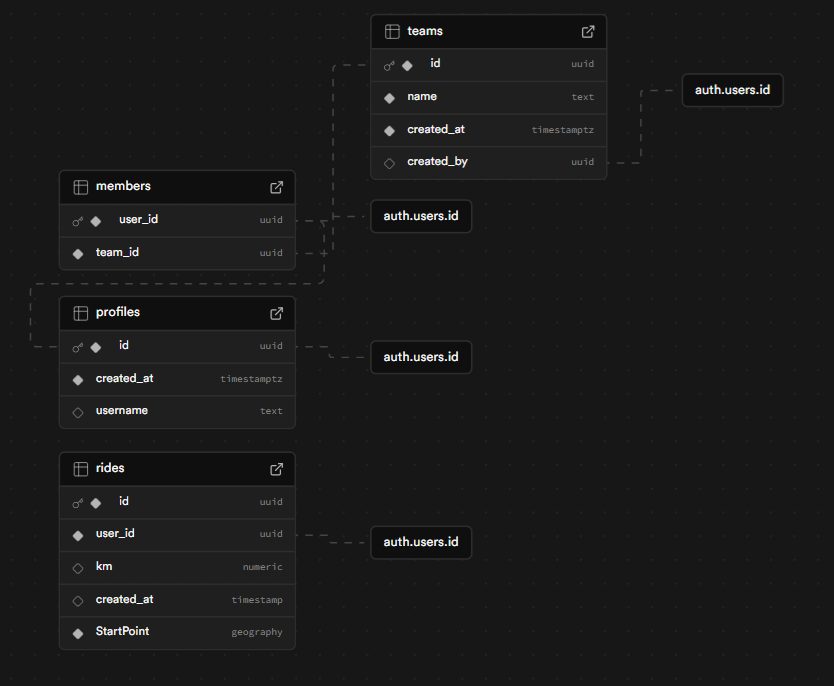 teams
id uuid
name text
created_at timestamptz
created_by uuid
auth.users.id
members
user_id uuid
team_id uuid
auth.users.id
profiles
id uuid
created_at timestamptz
username text
auth.users.id
rides
id uuid
user_id uuid
km numeric
created_at timestamp
StartPoint geography
auth.users.id